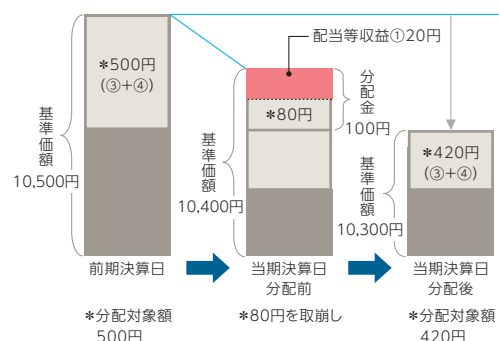 配当等収益①20円
*500円
(③+④)
分配金
100円
*80円
基準価額
10,500円
基準価額
10,400円
*420円
(③+④)
基準価額
10,300円
前期決算日
当期決算日
分配前
当期決算日
分配後
*分配対象額
500円
*80円を取崩し
*分配対象額
420円